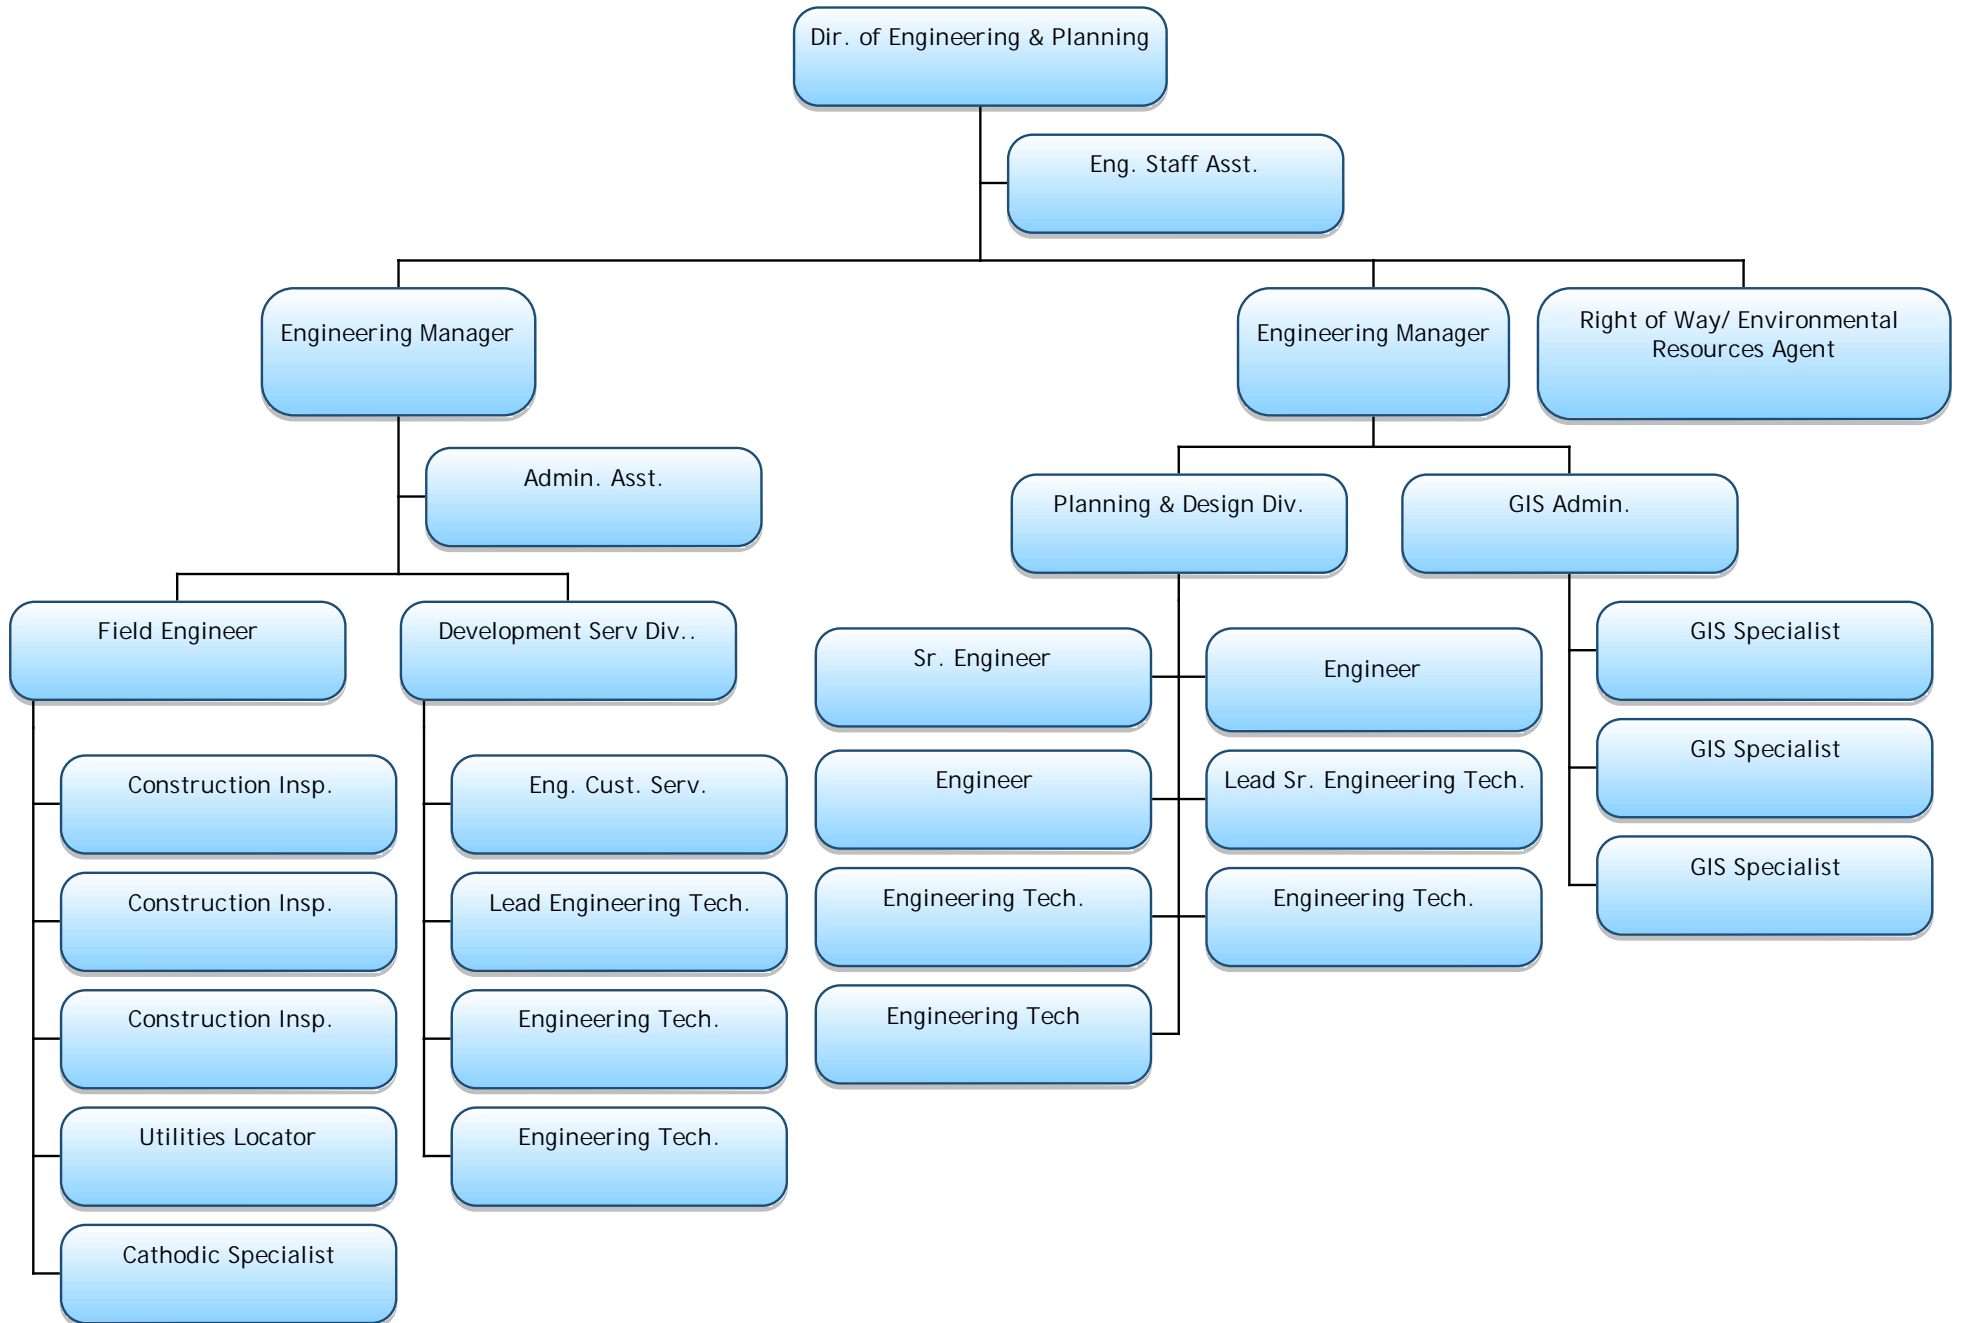 Dir. of Engineering & Planning
Eng. Staff Asst.
Engineering Manager
Engineering Manager
Right of Way/ Environmental
Resources Agent
Admin. Asst.
Planning & Design Div.
GIS Admin.
Field Engineer
Development Serv Div..
Sr. Engineer
Engineer
GIS Specialist
Construction Insp.
Eng. Cust. Serv.
Engineer
Lead Sr. Engineering Tech.
GIS Specialist
Construction Insp.
Lead Engineering Tech.
Engineering Tech.
Engineering Tech.
GIS Specialist
Construction Insp.
Engineering Tech.
Engineering Tech
Utilities Locator
Engineering Tech.
Cathodic Specialist